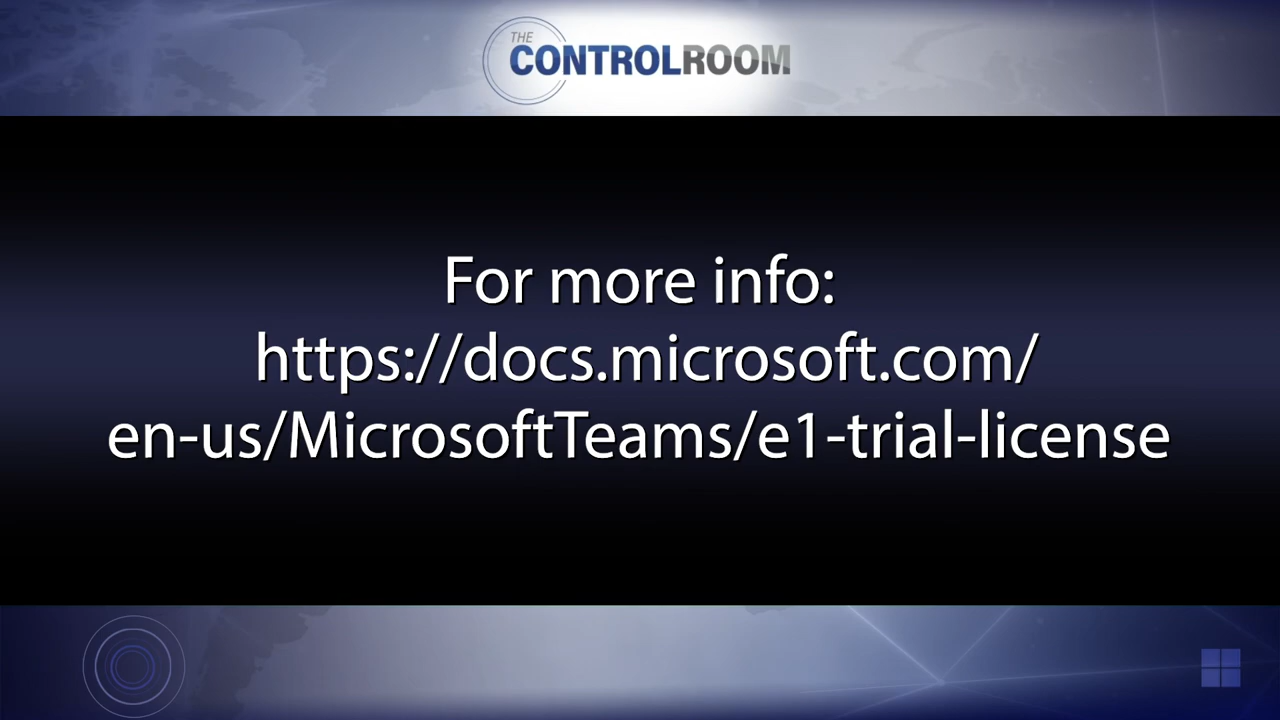 THE
CONTROLROOM
For more info:
https://docs.microsoft.com/
en-us/MicrosoftTeams/e1-trial-license